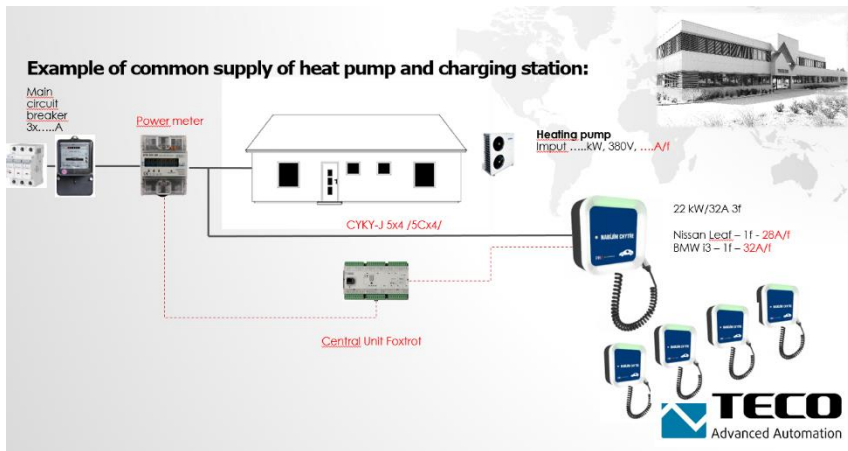 Example of common supply of heat pump and charging station:
Main
circuit
breaker
3x.....A
Power meter
Heating pump
Imput .....kW, 380V, ....A/f
22 kW/32A 3f
CYKY-J 5x4 /5Cx4/
Nissan Leaf – 1f - 28A/f
BMW i3 – 1f – 32A/f
NABÍJÍM CHYTŘE
Central Unit Foxtrot
TECO
Advanced Automation